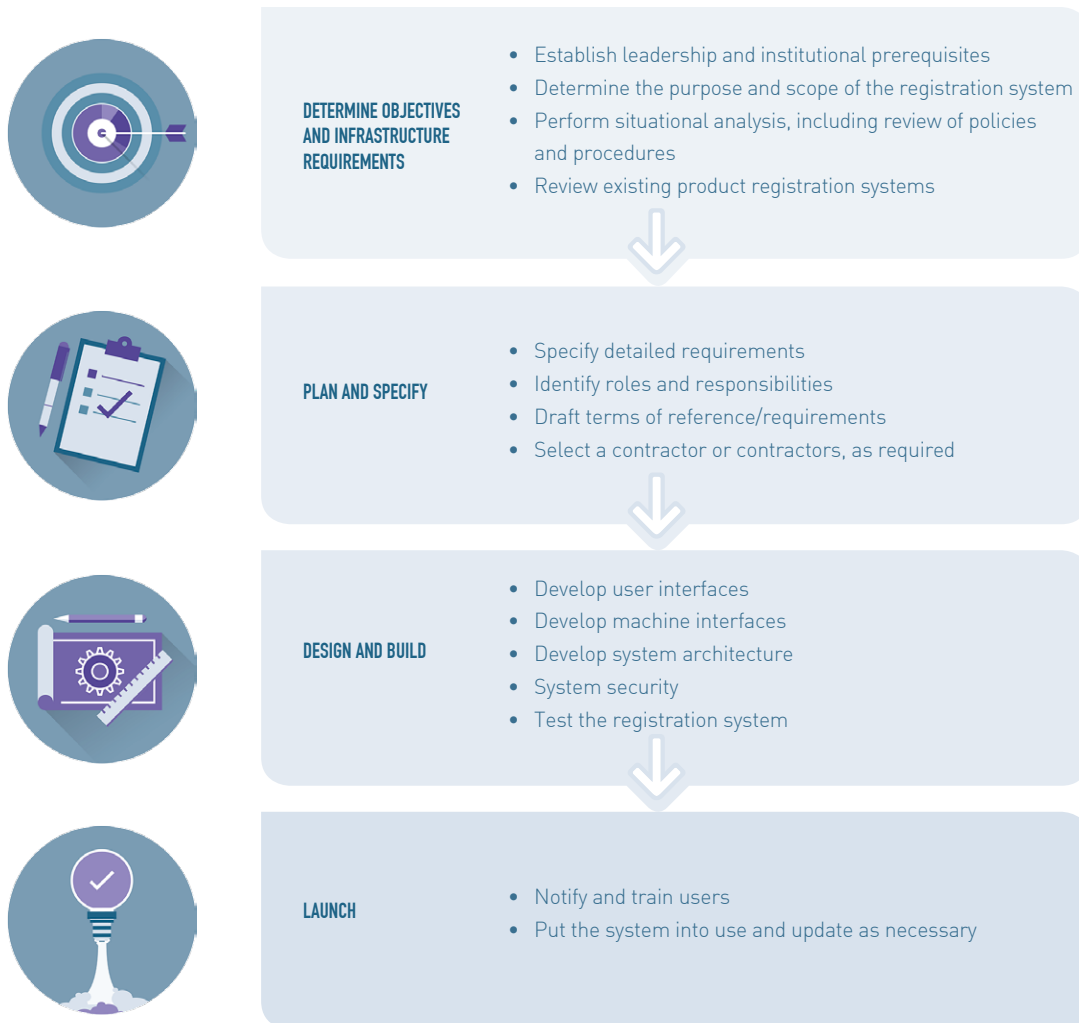 DETERMINE OBJECTIVES
AND INFRASTRUCTURE
REQUIREMENTS
• Establish leadership and institutional prerequisites
• Determine the purpose and scope of the registration system
• Perform situational analysis, including review of policies
and procedures
• Review existing product registration systems
PLAN AND SPECIFY
• Specify detailed requirements
• Identify roles and responsibilities
• Draft terms of reference/requirements
• Select a contractor or contractors, as required
DESIGN AND BUILD
• Develop user interfaces
• Develop machine interfaces
• Develop system architecture
• System security
• Test the registration system
LAUNCH
• Notify and train users
• Put the system into use and update as necessary